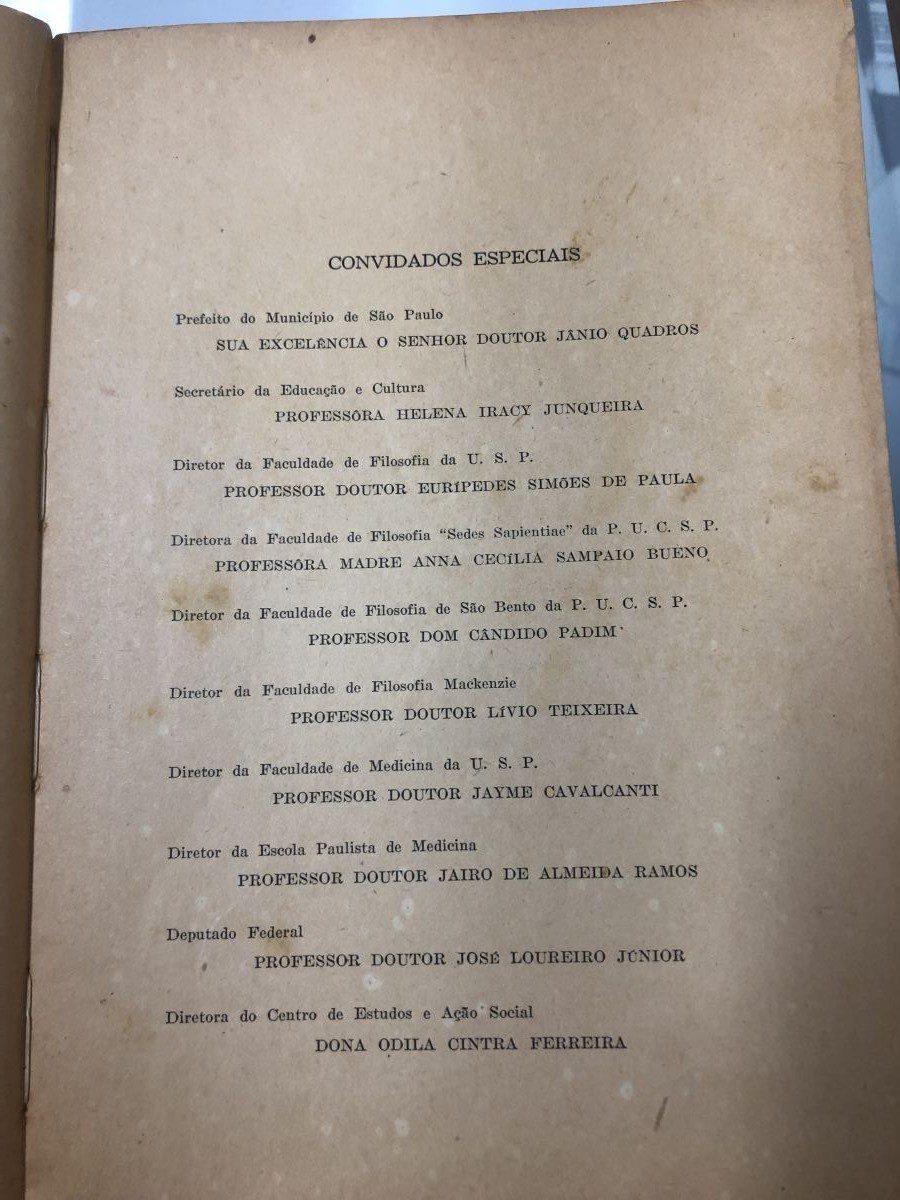 CONVIDADOS ESPECIAIS
Prefeito do Município de São Paulo
SUA EXCELÊNCIA O SENHOR DOUTOR JÂNIO QUADROS
Secretário da Educação e Cultura
PROFESSÔRA HELENA IRACY JUNQUEIRA
Diretor da Faculdade de Filosofia da U. S. P.
PROFESSOR DOUTOR EURÍPEDES SIMÕES DE PAULA
Diretora da Faculdade de Filosofia “Sedes Sapientiae” da P. U. C. S. P.
PROFESSÔRA MADRE ANNA CECÍLIA SAMPAIO BUENO
Diretor da Faculdade de Filosofia de São Bento da P. U. C. S. P.
PROFESSOR DOM CÂNDIDO PADIM
Diretor da Faculdade de Filosofia Mackenzie
PROFESSOR DOUTOR LÍVIO TEIXEIRA
Diretor da Faculdade de Medicina da U. S. P.
PROFESSOR DOUTOR JAYME CAVALCANTI
Diretor da Escola Paulista de Medicina
PROFESSOR DOUTOR JAIRO DE ALMEIDA RAMOS
Deputado Federal
PROFESSOR DOUTOR JOSÉ LOUREIRO JÚNIOR
Diretora do Centro de Estudos e Ação Social
DONA ODILA CINTRA FERREIRA